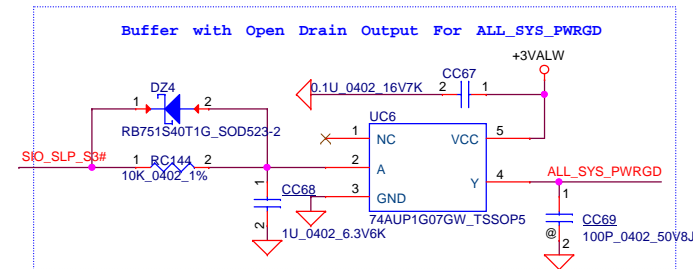 Buffer with Open Drain Output For ALL_SYS_PWRGD
+3VALW
CC67
0.1U_0402_16V7K
2
1
DZ4
1
2
RB751S40T1G_SOD523-2
UC6
1
NC
VCC
5
SIO_SLP_S3#
1
RC144
2
10K_0402_1%
2
A
Y
4
ALL_SYS_PWRGD
3
GND
74AUP1G07GW_TSSOP5
1
CC68
2
1U_0402_6.3V6K
1
CC69
@
2
100P_0402_50V8J